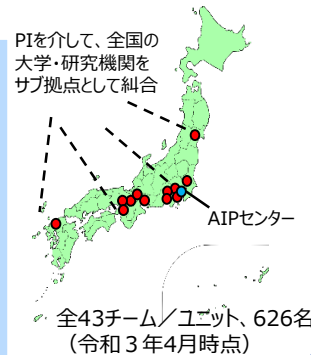 PIを介して、全国の
大学・研究機関を
サブ拠点として糾合
AIPセンター
全43チーム／ユニット、626名
（令和３年4月時点）